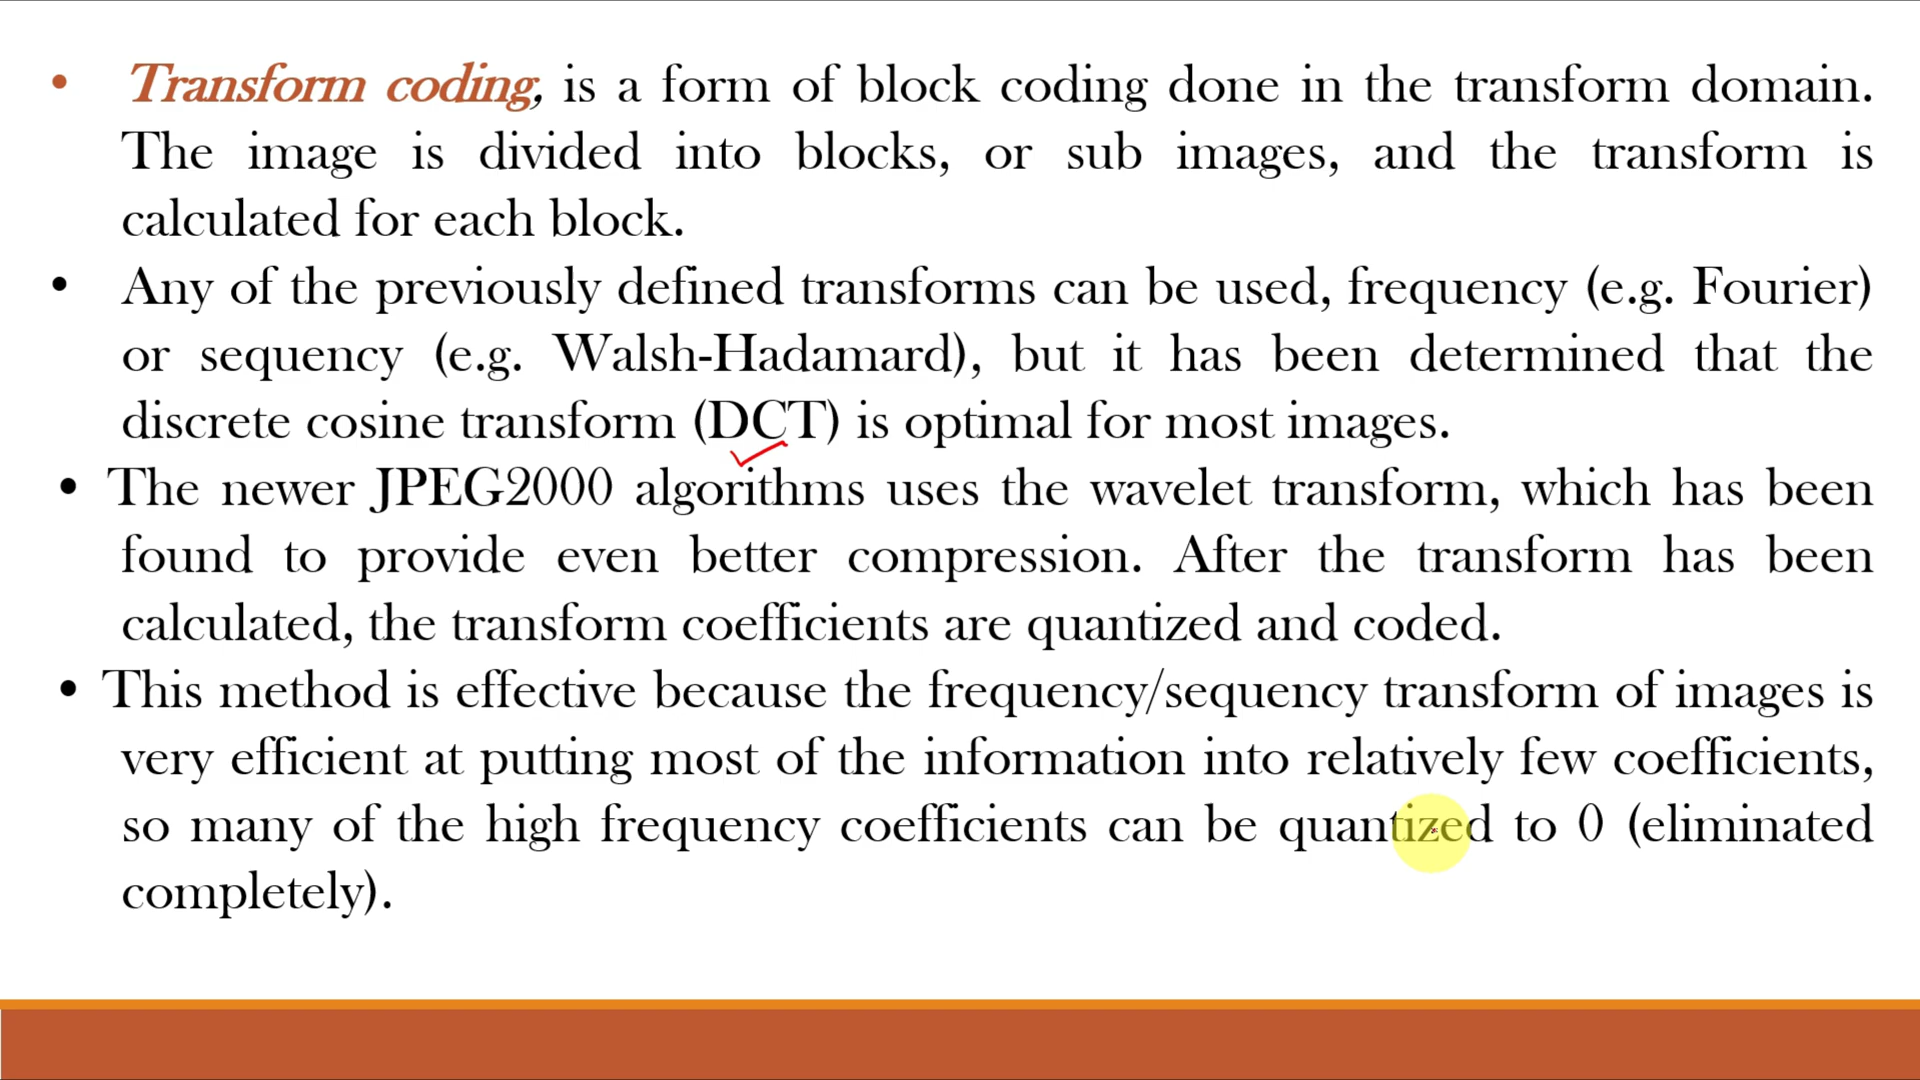 • Transform coding, is a form of block coding done in the transform domain.
The image is divided into blocks, or sub images, and the transform is
calculated for each block.
• Any of the previously defined transforms can be used, frequency (e.g. Fourier)
or sequency (e.g. Walsh-Hadamard), but it has been determined that the
discrete cosine transform (DCT) is optimal for most images.
• The newer JPEG2000 algorithms uses the wavelet transform, which has been
found to provide even better compression. After the transform has been
calculated, the transform coefficients are quantized and coded.
• This method is effective because the frequency/sequency transform of images is
very efficient at putting most of the information into relatively few coefficients,
so many of the high frequency coefficients can be quantized to 0 (eliminated
completely).